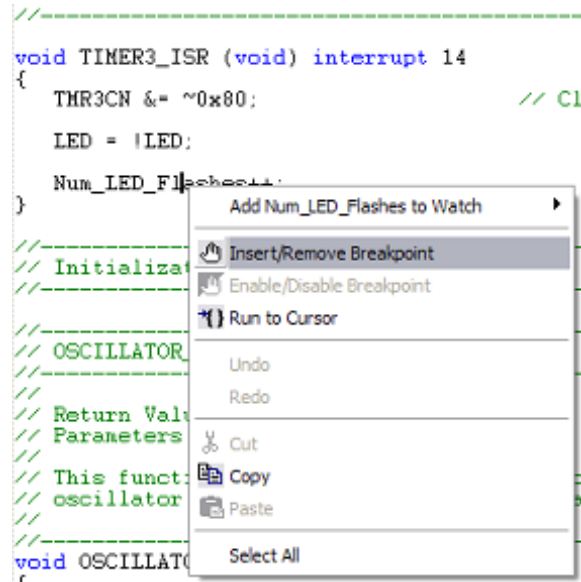 //
void TIMER3_ISR (void) interrupt 14
{
TMR3CN &= ~0x80; // Cl
LED = !LED;
Num_LED_Flashes++;
}
Add Num_LED_Flashes to Watch
Insert/Remove Breakpoint
Enable/Disable Breakpoint
Run to Cursor
Undo
Redo
Cut
Copy
Paste
Select All
//
// Initializat
//
//
// OSCILLATOR_
//
//
// Return Valu
// Parameters
//
// This functi
// oscillator
//
//
void OSCILLATO
{